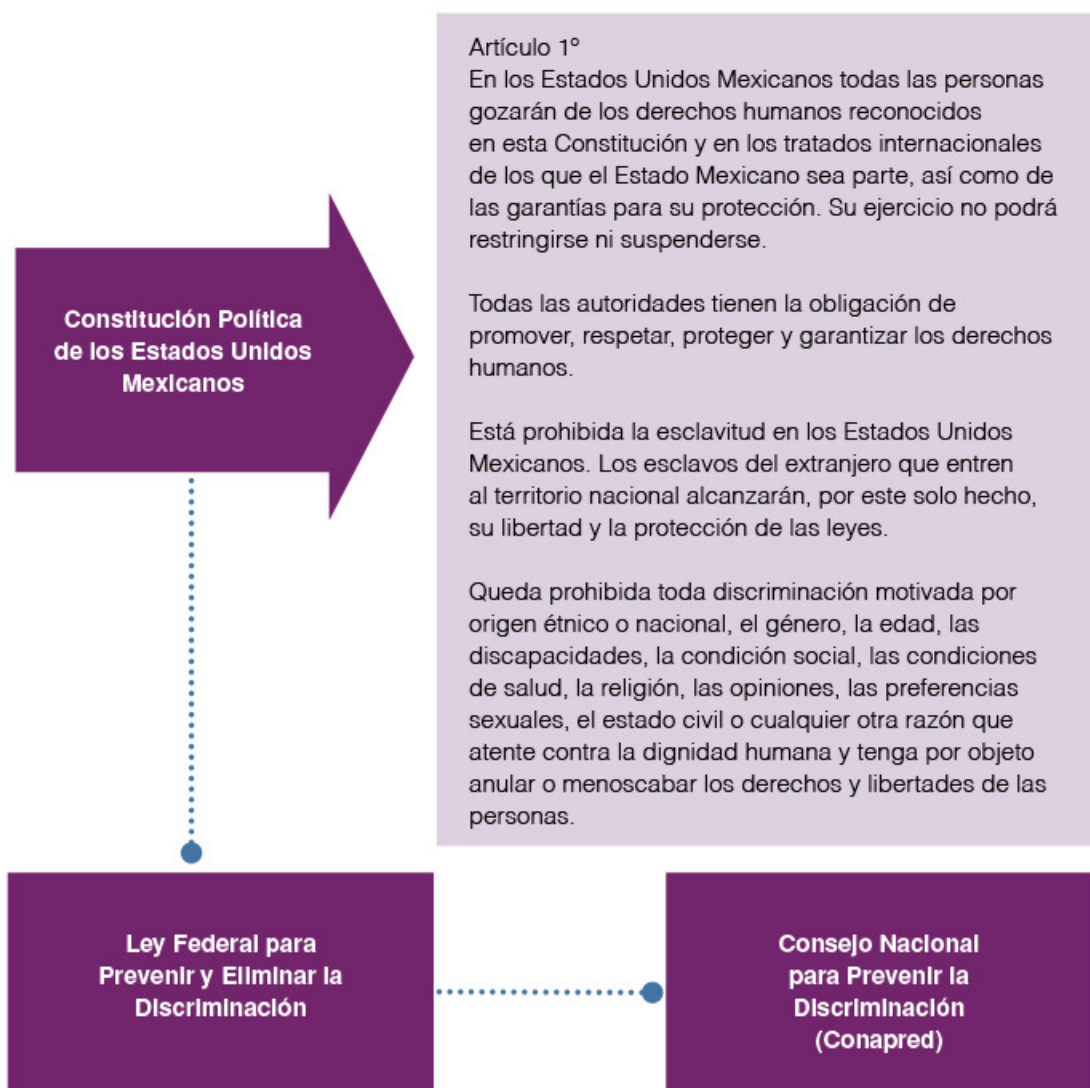 Artículo 1º
En los Estados Unidos Mexicanos todas las personas
gozarán de los derechos humanos reconocidos
en esta Constitución y en los tratados internacionales
de los que el Estado Mexicano sea parte, así como de
las garantías para su protección. Su ejercicio no podrá
restringirse ni suspenderse.
Todas las autoridades tienen la obligación de
promover, respetar, proteger y garantizar los derechos
humanos.
Está prohibida la esclavitud en los Estados Unidos
Mexicanos. Los esclavos del extranjero que entren
al territorio nacional alcanzarán, por este solo hecho,
su libertad y la protección de las leyes.
Queda prohibida toda discriminación motivada por
origen étnico o nacional, el género, la edad, las
discapacidades, la condición social, las condiciones
de salud, la religión, las opiniones, las preferencias
sexuales, el estado civil o cualquier otra razón que
atente contra la dignidad humana y tenga por objeto
anular o menoscabar los derechos y libertades de las
personas.
Constitución Política
de los Estados Unidos
Mexicanos
Ley Federal para
Prevenir y Eliminar la
Discriminación
Consejo Nacional
para Prevenir la
Discriminación
(Conapred)